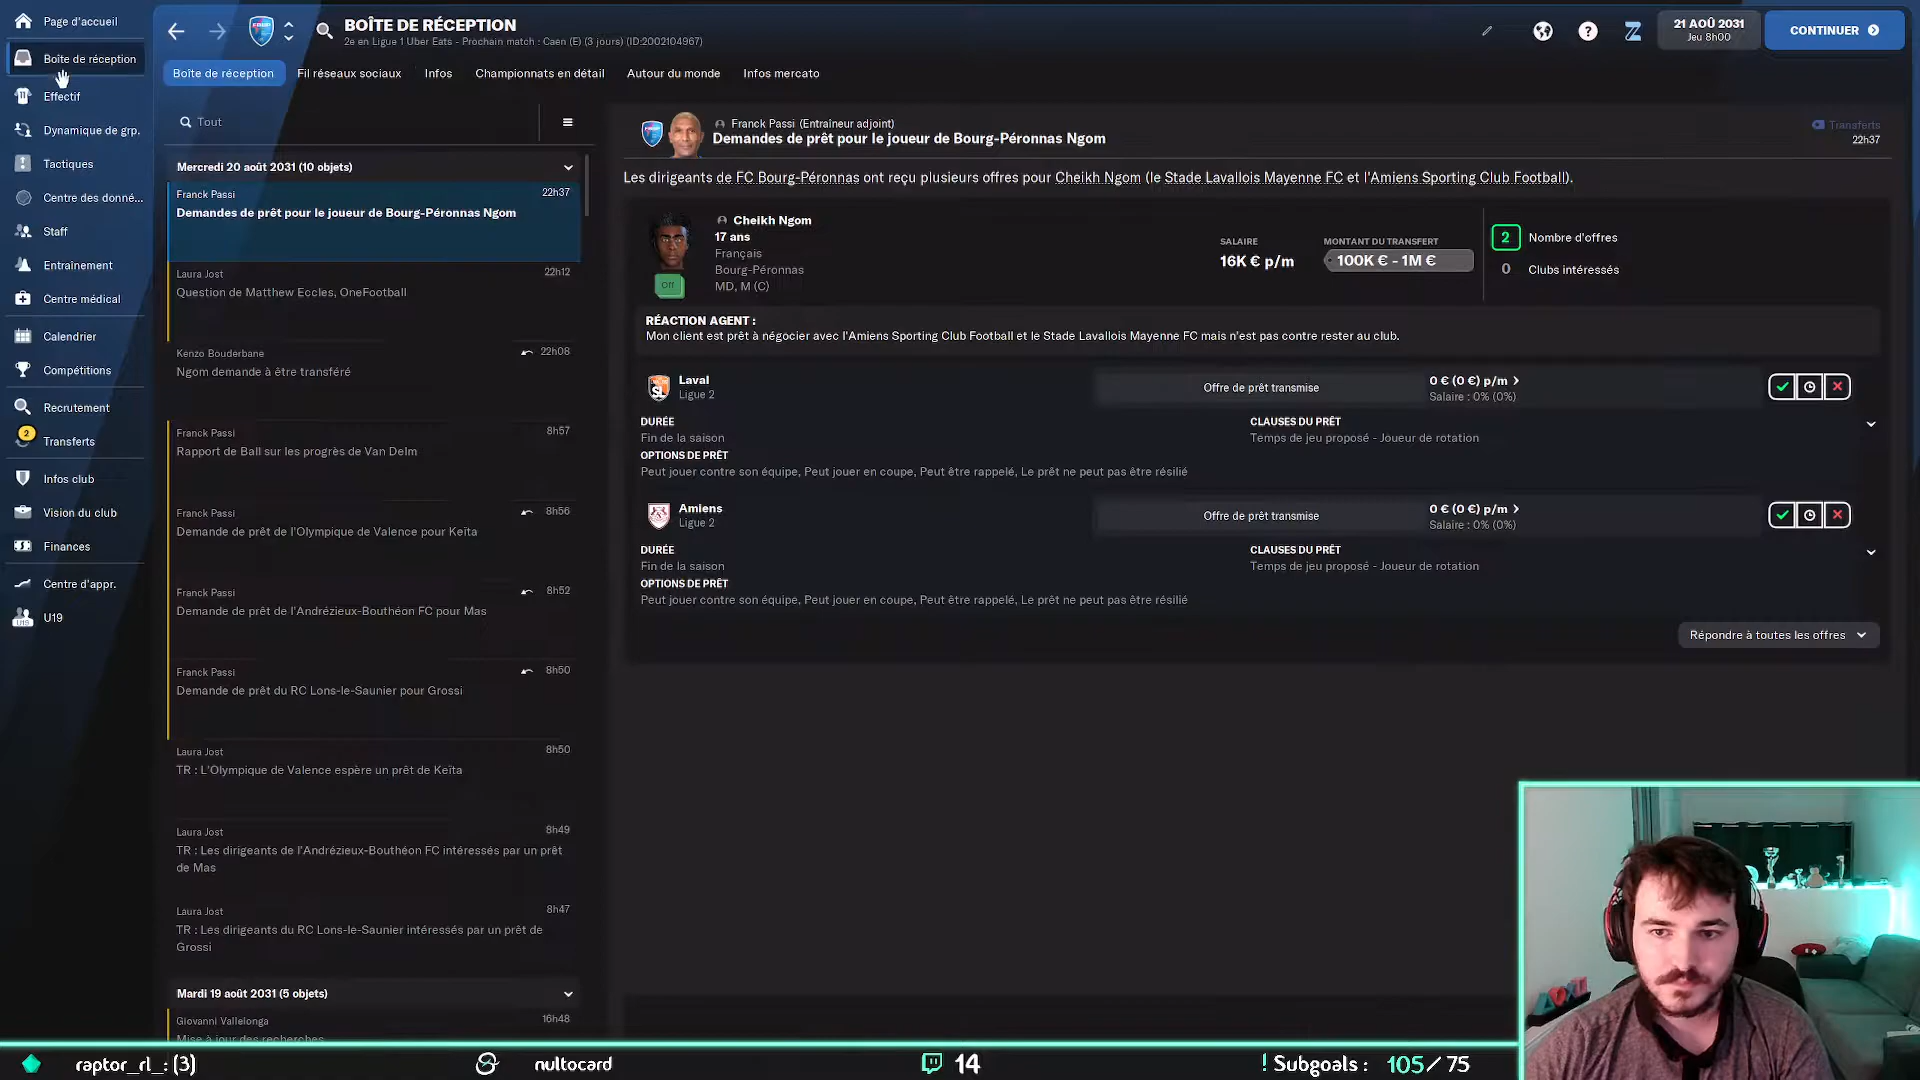 Page d'accueil
Boîte de réception
Effectif
Dynamique de grp.
Tactiques
Centre des donné...
Staff
Entraînement
Centre médical
Calendrier
Compétitions
Recrutement
2
Transferts
Infos club
Vision du club
Finances
Centre d'appr.
U19
BOÎTE DE RÉCEPTION
2e en Ligue 1 Uber Eats - Prochain match : Caen (E) (3 jours) (ID:2002104967)
21 AOÛ 2031
Jeu 8h00
CONTINUER
Boîte de réception
Fil réseaux sociaux
Infos
Championnats en détail
Autour du monde
Infos mercato
Tout
Mercredi 20 août 2031 (10 objets)
Franck Passi 22h37
Demandes de prêt pour le joueur de Bourg-Péronnas Ngom
Laura Jost 22h12
Question de Matthew Eccles, OneFootball
Kenzo Bouderbane 22h08
Ngom demande à être transféré
Franck Passi 8h57
Rapport de Ball sur les progrès de Van Delm
Franck Passi 8h56
Demande de prêt de l'Olympique de Valence pour Keïta
Franck Passi 8h52
Demande de prêt de l'Andrézieux-Bouthéon FC pour Mas
Franck Passi 8h50
Demande de prêt du RC Lons-le-Saunier pour Grossi
Laura Jost 8h50
TR : L'Olympique de Valence espère un prêt de Keïta
Laura Jost 8h49
TR : Les dirigeants de l'Andrézieux-Bouthéon FC intéressés par un prêt
de Mas
Laura Jost 8h47
TR : Les dirigeants du RC Lons-le-Saunier intéressés par un prêt de
Grossi
Mardi 19 août 2031 (5 objets)
Giovanni Vallelonga 16h48
Mise à jour des recherches
Franck Passi (Entraîneur adjoint)
Demandes de prêt pour le joueur de Bourg-Péronnas Ngom
Transferts
22h37
Les dirigeants de FC Bourg-Péronnas ont reçu plusieurs offres pour Cheikh Ngom (le Stade Lavallois Mayenne FC et l'Amiens Sporting Club Football).
Cheikh Ngom
17 ans
Français
Bourg-Péronnas
MD, M (C)
Off
SALAIRE
16K € p/m
MONTANT DU TRANSFERT
100K € - 1M €
2 Nombre d'offres
0 Clubs intéressés
RÉACTION AGENT :
Mon client est prêt à négocier avec l'Amiens Sporting Club Football et le Stade Lavallois Mayenne FC mais n'est pas contre rester au club.
Laval
Ligue 2
Offre de prêt transmise
0 € (0 €) p/m
Salaire : 0% (0%)
DURÉE
Fin de la saison
CLAUSES DU PRÊT
Temps de jeu proposé - Joueur de rotation
OPTIONS DE PRÊT
Peut jouer contre son équipe, Peut jouer en coupe, Peut être rappelé, Le prêt ne peut pas être résilié
Amiens
Ligue 2
Offre de prêt transmise
0 € (0 €) p/m
Salaire : 0% (0%)
DURÉE
Fin de la saison
CLAUSES DU PRÊT
Temps de jeu proposé - Joueur de rotation
OPTIONS DE PRÊT
Peut jouer contre son équipe, Peut jouer en coupe, Peut être rappelé, Le prêt ne peut pas être résilié
Répondre à toutes les offres
raptor_rl_: (3)
nultocard
14
! Subgoals : 105 / 75